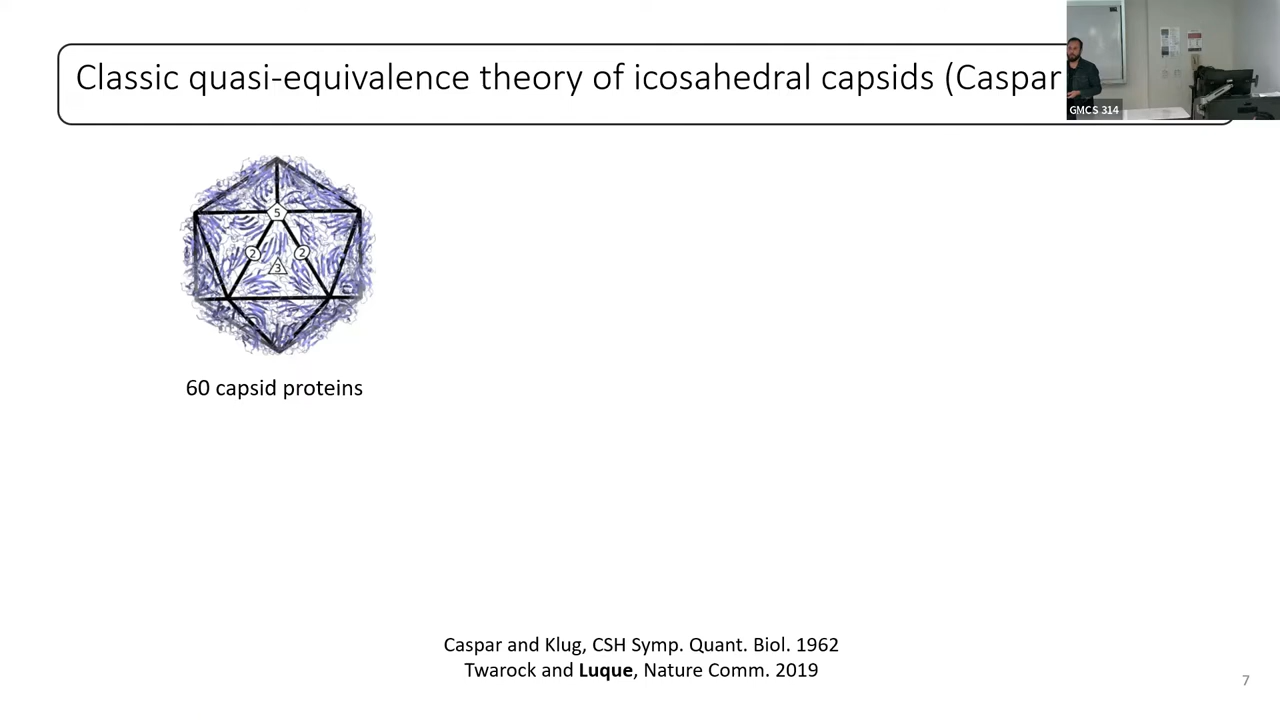 Classic quasi-equivalence theory of icosahedral capsids (Caspar
GMCS 314
5
2 2
3
60 capsid proteins
Caspar and Klug, CSH Symp. Quant. Biol. 1962
Twarock and Luque, Nature Comm. 2019
7